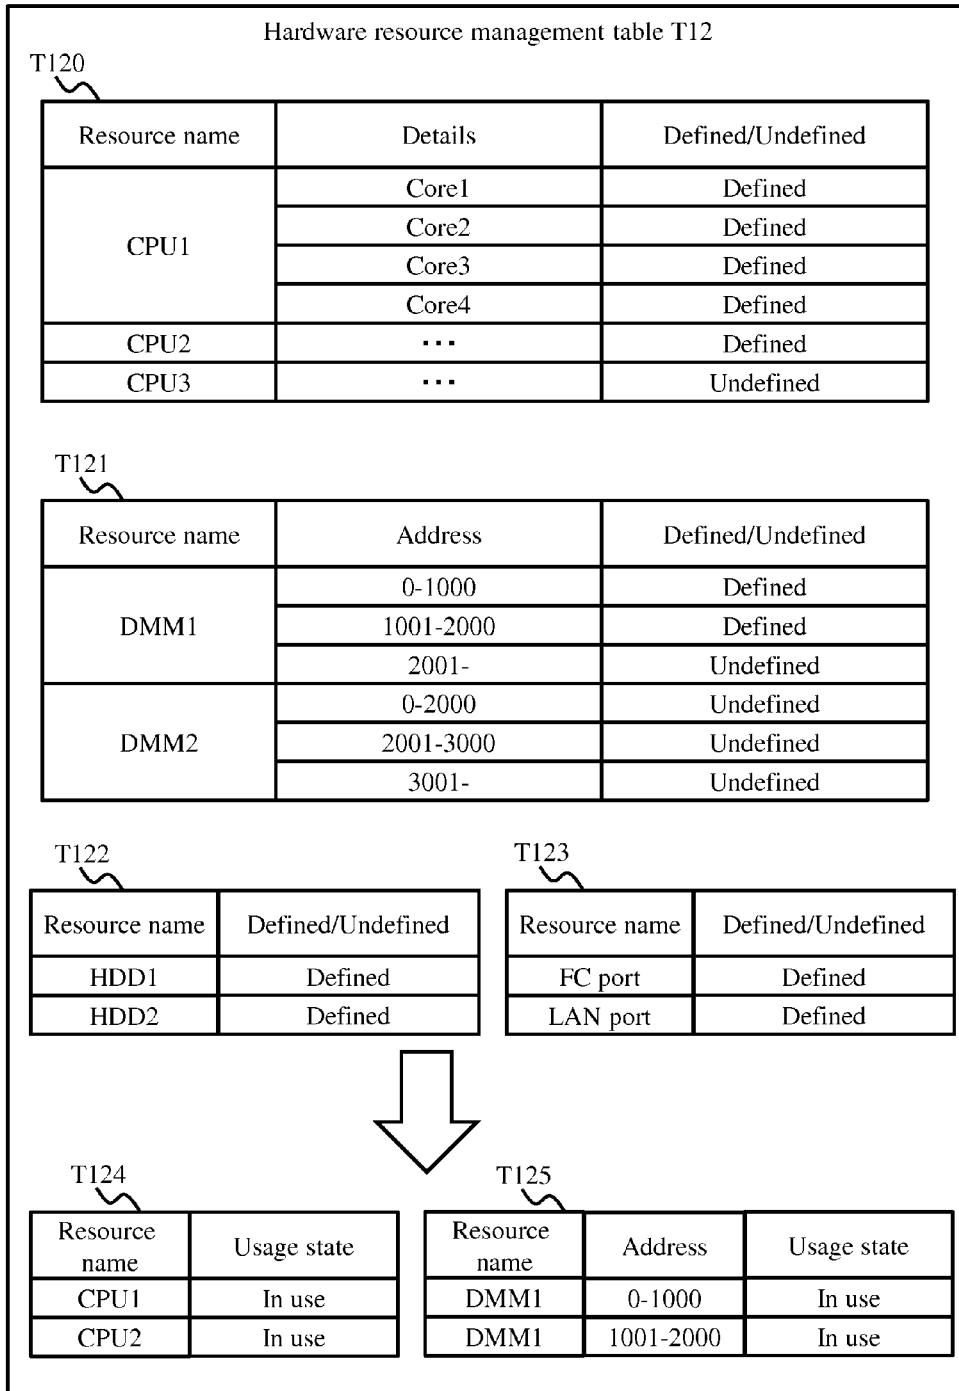 Hardware resource management table T12
T120
Resource name Details Defined/Undefined
CPU1 Core1 Defined
Core2 Defined
Core3 Defined
Core4 Defined
CPU2 ... Defined
CPU3 ... Undefined
T121
Resource name Address Defined/Undefined
DMM1 0-1000 Defined
1001-2000 Defined
2001- Undefined
DMM2 0-2000 Undefined
2001-3000 Undefined
3001- Undefined
T122
Resource name Defined/Undefined
HDD1 Defined
HDD2 Defined
T123
Resource name Defined/Undefined
FC port Defined
LAN port Defined
T124
Resource
name Usage state
CPU1 In use
CPU2 In use
T125
Resource
name Address Usage state
DMM1 0-1000 In use
DMM1 1001-2000 In use